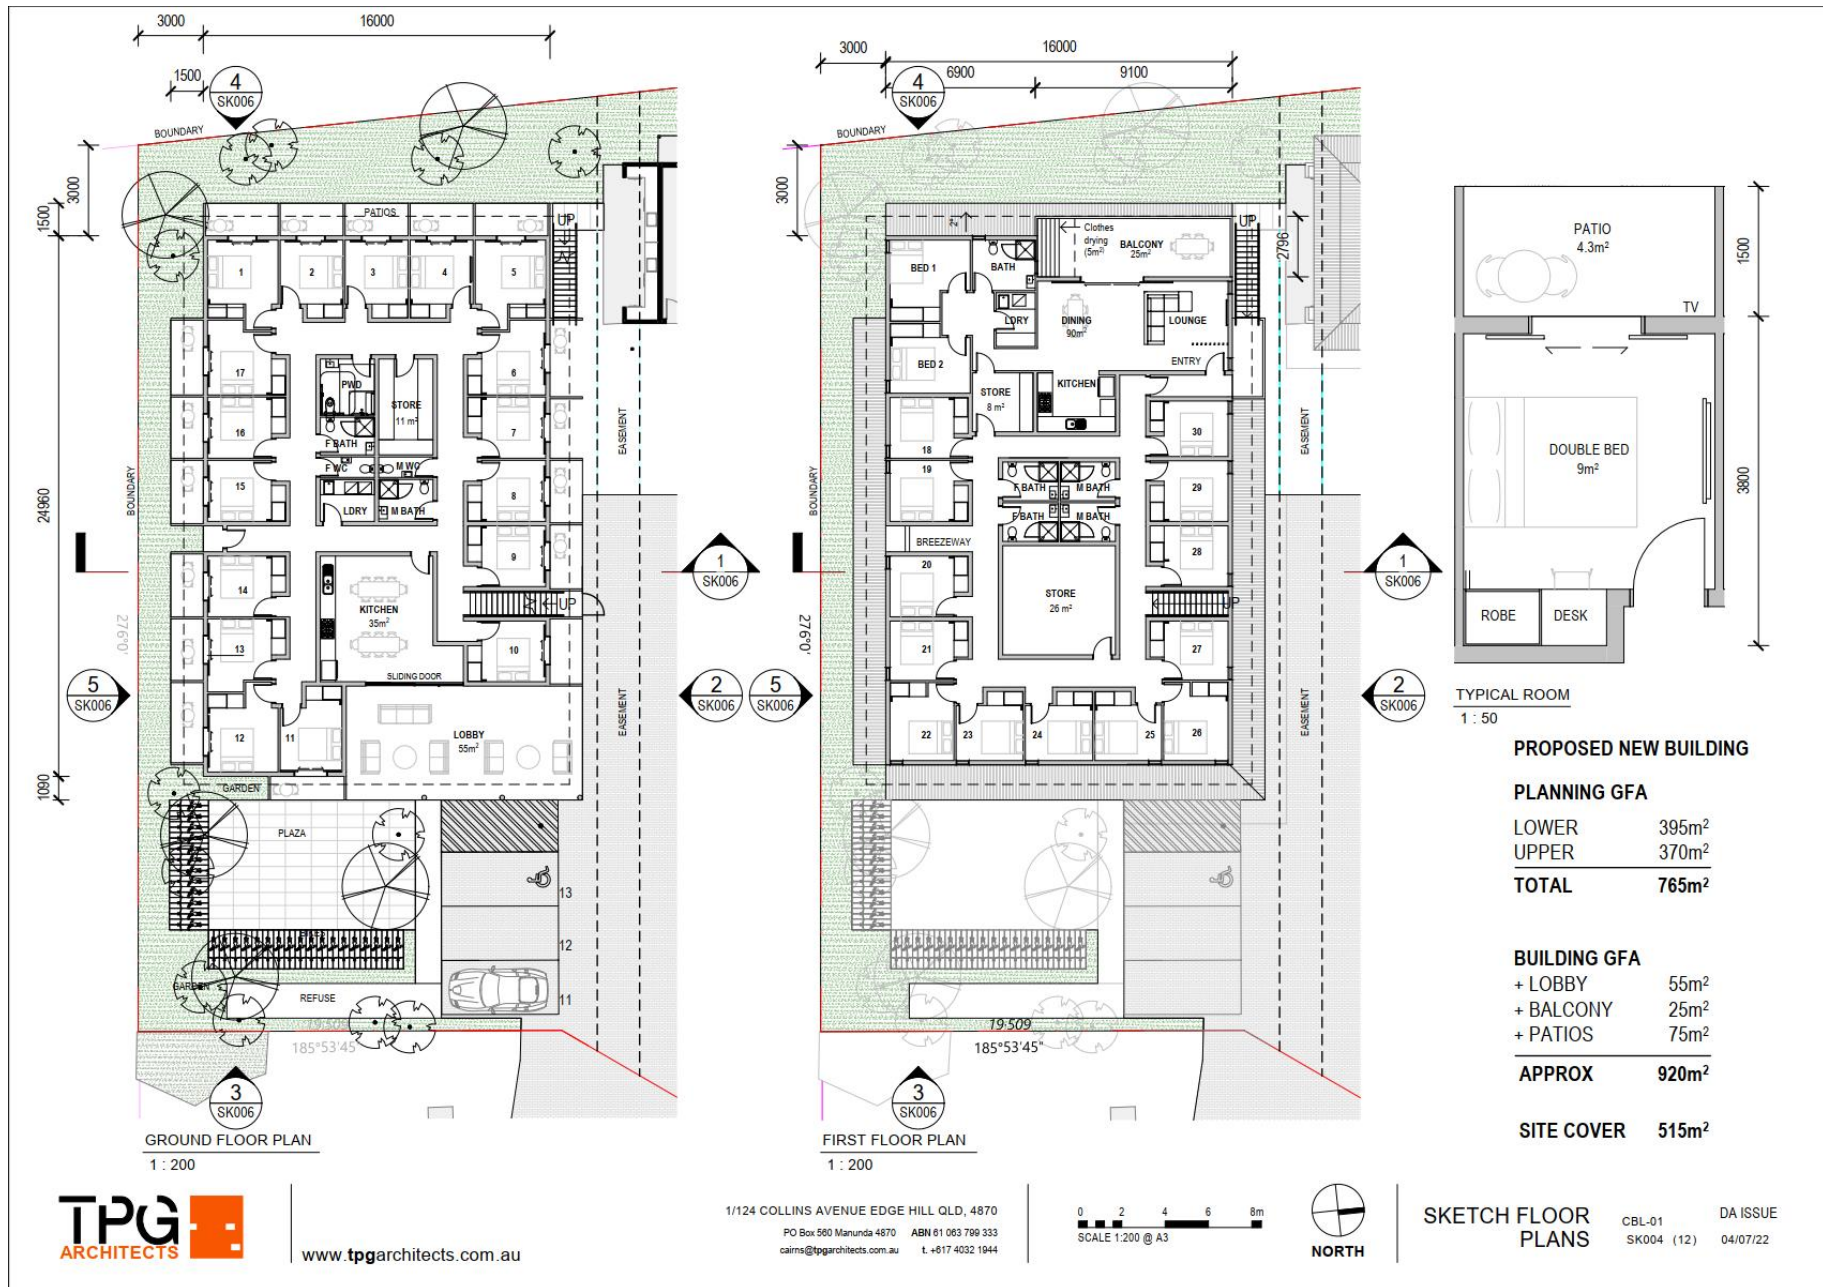 3000
16000
1500
4
SK006
BOUNDARY
3000
1500
PATIOS
UP
1
2
3
4
5
17
6
PWD
STORE
11 m²
16
7
F BATH
F WC
M WC
15
8
LDRY
M BATH
9
EASEMENT
BOUNDARY
24960
1
SK006
14
KITCHEN
35m²
UP
276°0'
13
10
SLIDING DOOR
5
SK006
2
SK006
12
11
LOBBY
55m²
EASEMENT
1090
GARDEN
PLAZA
13
BIKES
12
GARDEN
REFUSE
11
19.509
185°53'45"
3
SK006
GROUND FLOOR PLAN
1 : 200
3000
16000
6900
9100
4
SK006
BOUNDARY
3000
2°
Clothes
drying
(5m²)
BALCONY
25m²
UP
2796
BED 1
BATH
LDRY
DINING
90m²
LOUNGE
BED 2
ENTRY
STORE
8 m²
KITCHEN
18
30
EASEMENT
19
29
F BATH
M BATH
F BATH
M BATH
BOUNDARY
BREEZEWAY
28
20
STORE
26 m²
UP
1
SK006
276°0'
21
27
5
SK006
2
SK006
22
23
24
25
26
EASEMENT
19.509
185°53'45"
3
SK006
FIRST FLOOR PLAN
1 : 200
PATIO
4.3m²
1500
TV
DOUBLE BED
9m²
3800
ROBE
DESK
TYPICAL ROOM
1 : 50
PROPOSED NEW BUILDING
PLANNING GFA
LOWER 395m²
UPPER 370m²
TOTAL 765m²
BUILDING GFA
+ LOBBY 55m²
+ BALCONY 25m²
+ PATIOS 75m²
APPROX 920m²
SITE COVER 515m²
TPG
ARCHITECTS
www.tpgarchitects.com.au
1/124 COLLINS AVENUE EDGE HILL QLD, 4870
PO Box 560 Manunda 4870 ABN 61 063 799 333
cairns@tpgarchitects.com.au t. +617 4032 1944
0 2 4 6 8m
SCALE 1:200 @ A3
NORTH
SKETCH FLOOR
PLANS
CBL-01
SK004 (12)
DA ISSUE
04/07/22